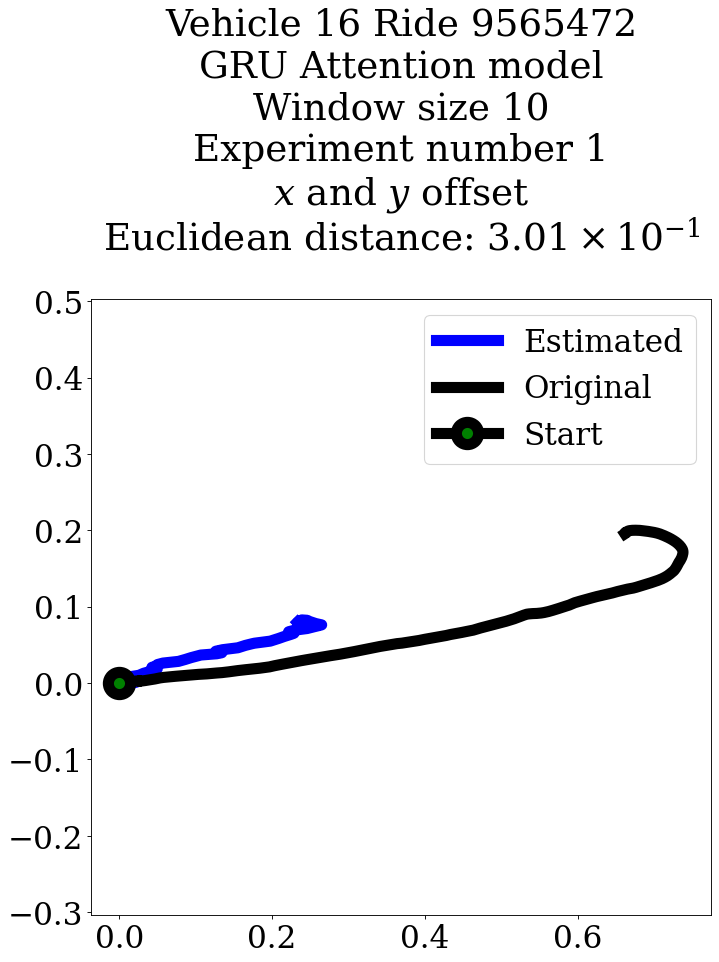 Vehicle 16 Ride 9565472
GRU Attention model
Window size 10
Experiment number 1
x and y offset
Euclidean distance: 3.01 × 10⁻¹
0.5
0.4
0.3
0.2
0.1
0.0
−0.1
−0.2
−0.3
Estimated
Original
Start
0.0 0.2 0.4 0.6